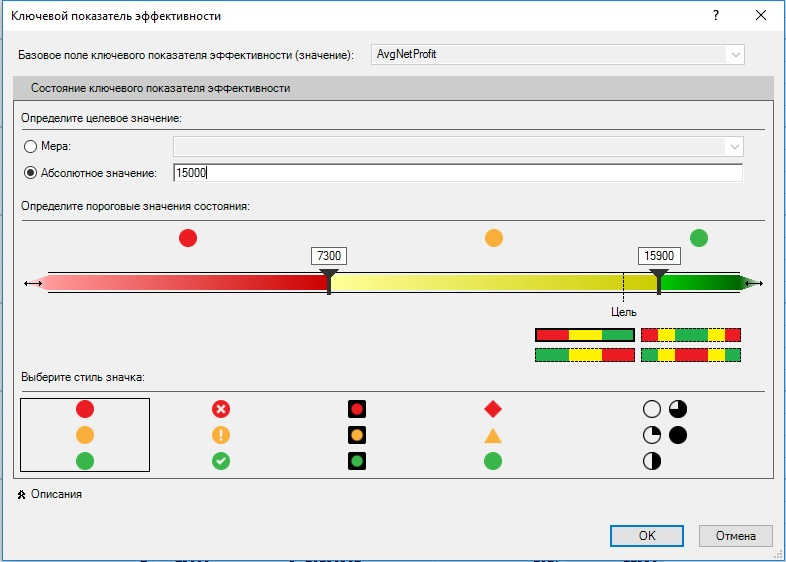 Ключевой показатель эффективности
Базовое поле ключевого показателя эффективности (значение): AvgNetProfit
Состояние ключевого показателя эффективности
Определите целевое значение:
Мера:
Абсолютное значение: 15000
Определите пороговые значения состояния:
7300 15900
Цель
Выберите стиль значка:
Описания
OK Отмена